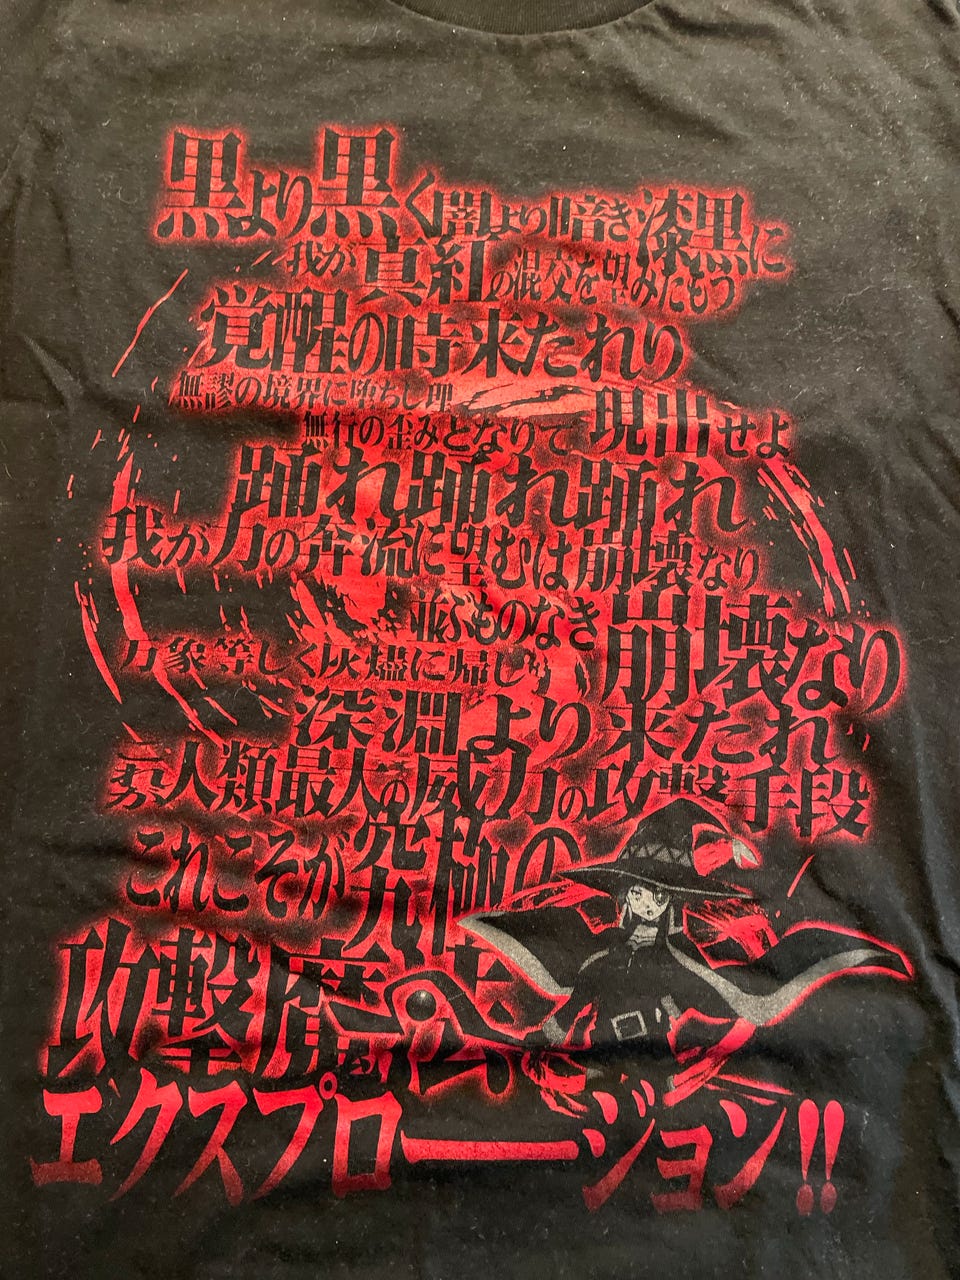 黒より黒く闇より暗き漆黒に
我が真紅の混交を望みたもう
覚醒の時来たれり
無謬の境界に堕ちし理
無行の歪みとなりて現出せよ
踊れ踊れ踊れ
我が力の奔流に望むは崩壊なり
並ぶものなき崩壊なり
万象等しく灰燼に帰し
深淵より来たれ
人類最大の威力の攻撃手段
これこそが究極の
攻撃魔法
エクスプロージョン!!